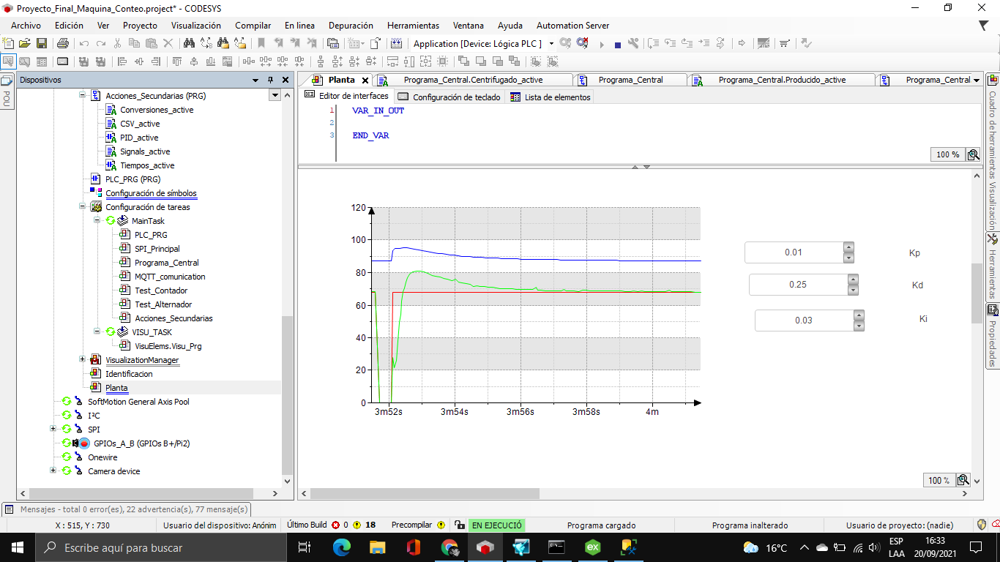 Proyecto_Final_Maquina_Conteo.project* - CODESYS
Archivo Edición Ver Proyecto Visualización Compilar En linea Depuración Herramientas Ventana Ayuda Automation Server
Application [Device: Lógica PLC ]
Dispositivos
POU
Acciones_Secundarias (PRG)
Conversiones_active
CSV_active
PID_active
Signals_active
Tiempos_active
PLC_PRG (PRG)
Configuración de símbolos
Configuración de tareas
MainTask
PLC_PRG
SPI_Principal
Programa_Central
MQTT_comunication
Test_Contador
Test_Alternador
Acciones_Secundarias
VISU_TASK
VisuElems.Visu_Prg
VisualizationManager
Identificacion
Planta
SoftMotion General Axis Pool
I²C
SPI
GPIOs_A_B (GPIOs B+/Pi2)
Onewire
Camera device
Planta Programa_Central.Centrifugado_active Programa_Central Programa_Central.Producido_active Programa_Central.
Editor de interfaces Configuración de teclado Lista de elementos
1 VAR_IN_OUT
2
3 END_VAR
100 %
120
100
80
60
40
20
0
3m52s 3m54s 3m56s 3m58s 4m
0.01 Kp
0.25 Kd
0.03 Ki
100 %
Cuadro de herramientas Visualización
Herramientas
Propiedades
Mensajes - total 0 error(es), 22 advertencia(s), 77 mensaje(s)
X : 515, Y : 730 Usuario del dispositivo: Anónim Último Build 0 18 Precompilar EN EJECUCIÓ Programa cargado Programa inalterado Usuario de proyecto: (nadie)
Escribe aquí para buscar
ex
16°C
ESP
LAA
16:33
20/09/2021